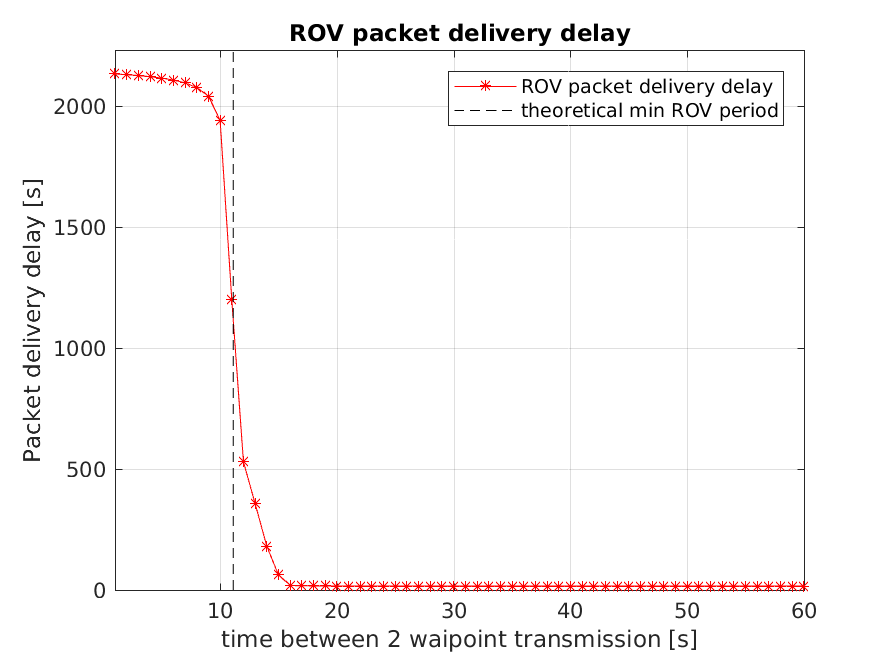 ROV packet delivery delay
ROV packet delivery delay
theoretical min ROV period
Packet delivery delay [s]
2000
1500
1000
500
0
10
20
30
40
50
60
time between 2 waipoint transmission [s]